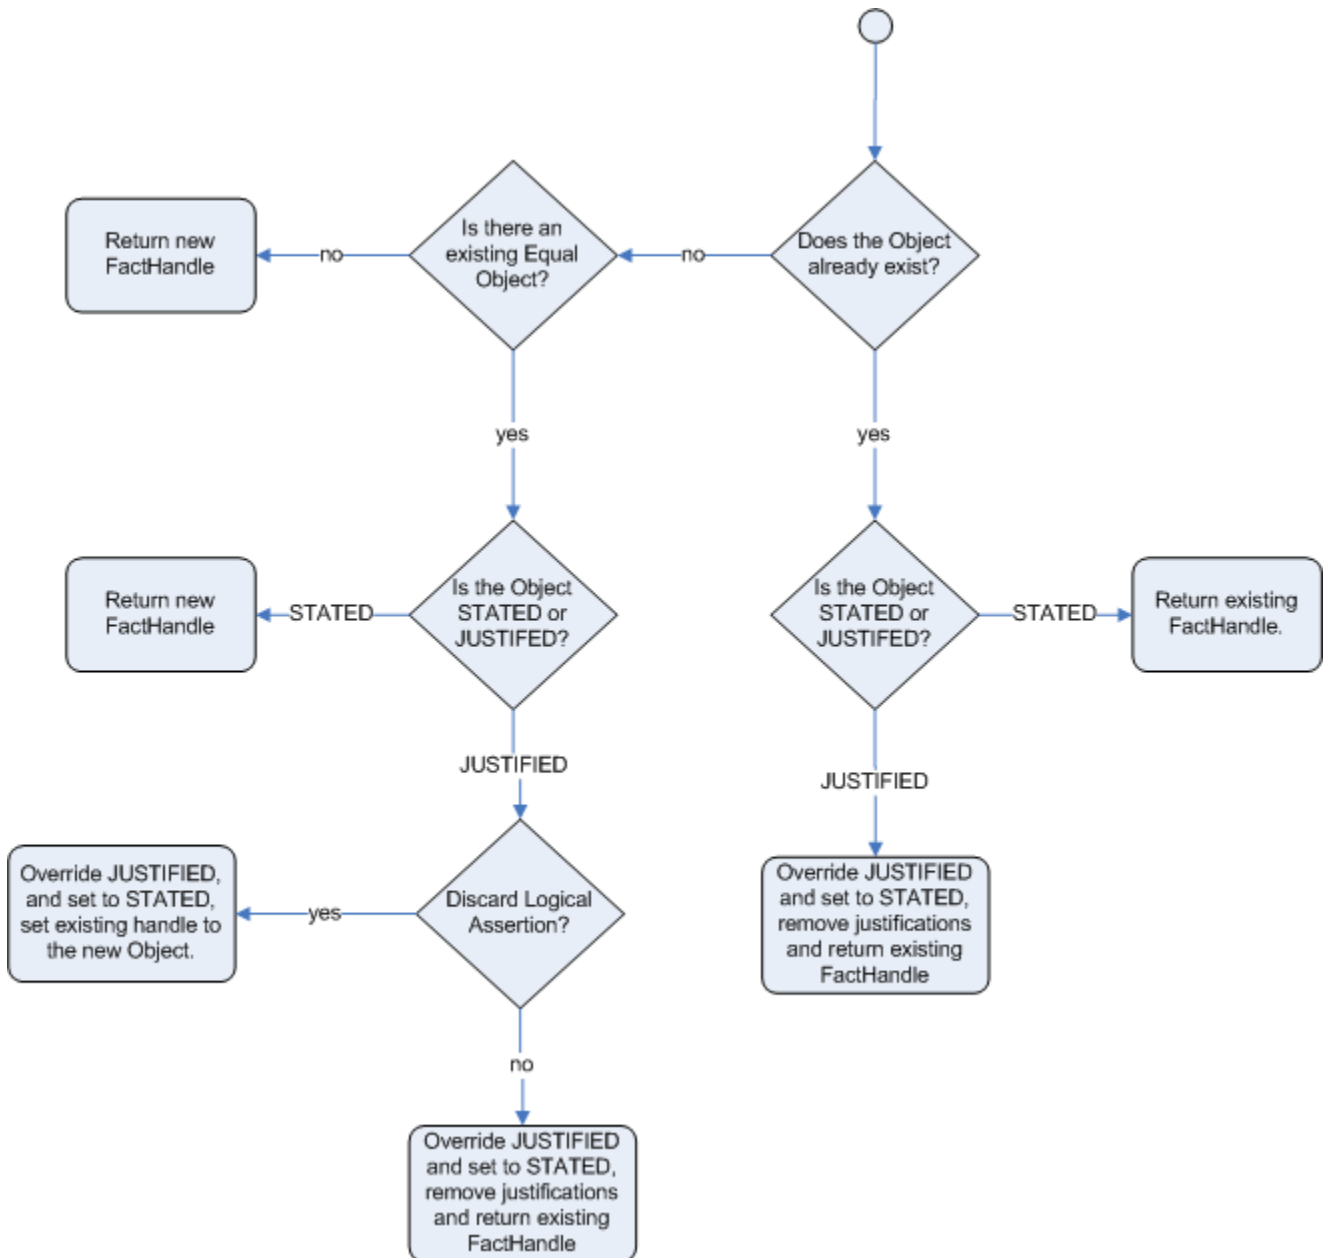 Is there an
existing Equal
Object?
Does the Object
already exist?
Return new
FactHandle
no
no
yes
yes
Return new
FactHandle
STATED
Is the Object
STATED or
JUSTIFED?
Is the Object
STATED or
JUSTIFED?
STATED
Return existing
FactHandle.
JUSTIFIED
JUSTIFIED
Override JUSTIFIED,
and set to STATED,
set existing handle to
the new Object.
yes
Discard Logical
Assertion?
Override JUSTIFIED
and set to STATED,
remove justifications
and return existing
FactHandle
no
Override JUSTIFIED
and set to STATED,
remove justifications
and return existing
FactHandle